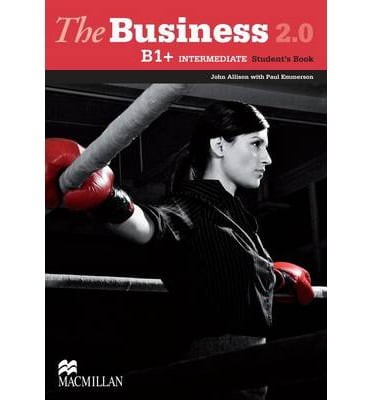 The Business 2.0
B1+ INTERMEDIATE Student's Book
John Allison with Paul Emmerson
MACMILLAN